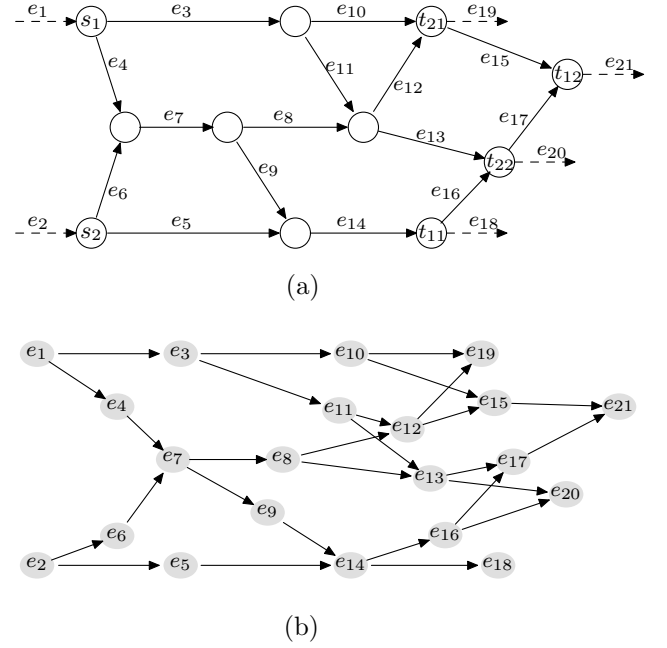 e1 s1 e3 e10 t21 e19
e4 e11 e12 e15 t12 e21
e7 e8 e13 e17
e6 e9 t22 e20
e16
e2 s2 e5 e14 t11 e18
(a)
e1 e3 e10 e19
e4 e11 e12 e15 e21
e7 e8 e13 e17
e9 e20
e6 e16
e2 e5 e14 e18
(b)